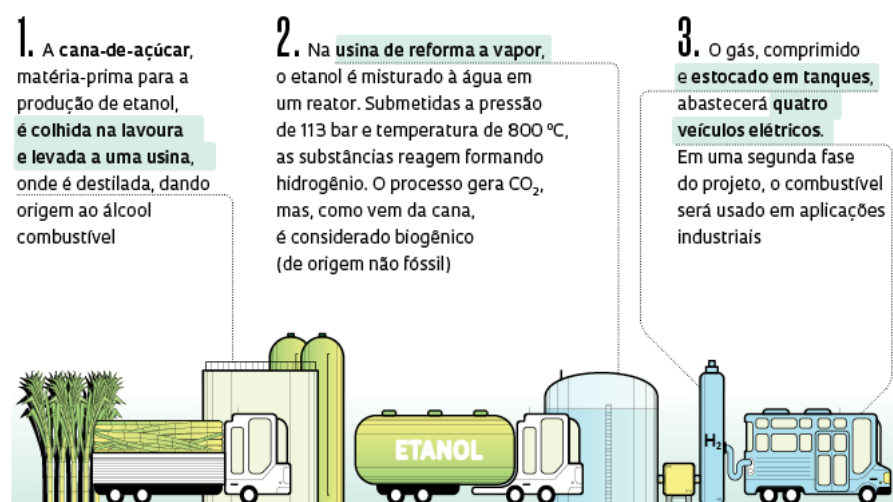 1. A cana-de-açúcar,
matéria-prima para a
produção de etanol,
é colhida na lavoura
e levada a uma usina,
onde é destilada, dando
origem ao álcool
combustível
2. Na usina de reforma a vapor,
o etanol é misturado à água em
um reator. Submetidas a pressão
de 113 bar e temperatura de 800 ºC,
as substâncias reagem formando
hidrogênio. O processo gera CO₂,
mas, como vem da cana,
é considerado biogênico
(de origem não fóssil)
3. O gás, comprimido
e estocado em tanques,
abastecerá quatro
veículos elétricos.
Em uma segunda fase
do projeto, o combustível
será usado em aplicações
industriais
ETANOL
H₂